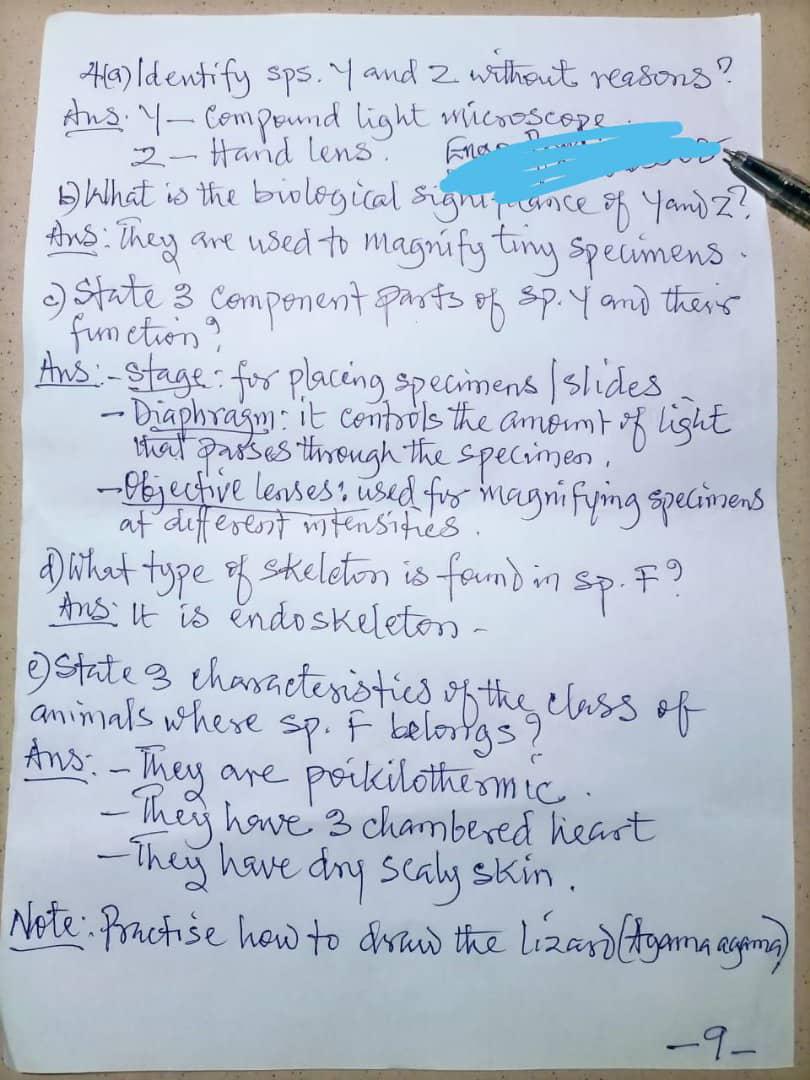 4(a) Identify sps. Y and Z without reasons?
Ans. Y – Compound light microscope.
Z – Hand lens.
b) What is the biological significance of Y and Z?
Ans: They are used to magnify tiny specimens.
c) State 3 component parts of sp. Y and their
function?
Ans: - Stage: for placing specimens / slides
- Diaphragm: it controls the amount of light
that passes through the specimen.
- Objective lenses: used for magnifying specimens
at different intensities.
d) What type of skeleton is found in sp. F?
Ans: It is endoskeleton -
e) State 3 characteristics of the class of
animals where sp. F belongs?
Ans: - They are poikilothermic.
- They have 3 chambered heart
- They have dry scaly skin.
Note: Practise how to draw the lizard (Agama agama)
-9-